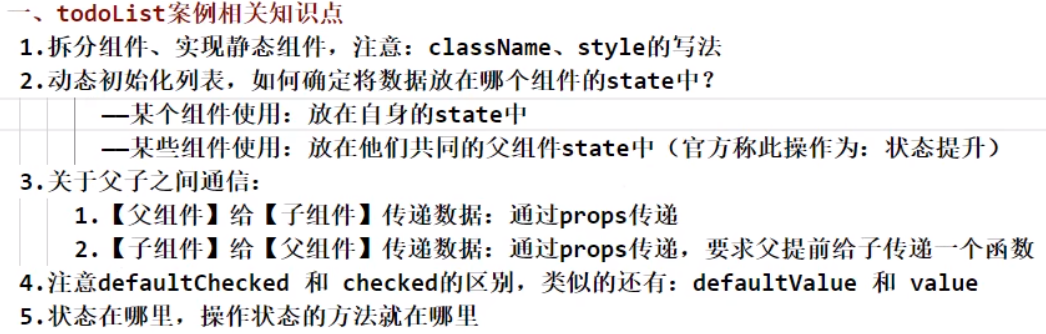 一、todoList案例相关知识点
1.拆分组件、实现静态组件，注意：className、style的写法
2.动态初始化列表，如何确定将数据放在哪个组件的state中？
——某个组件使用：放在自身的state中
——某些组件使用：放在他们共同的父组件state中（官方称此操作为：状态提升）
3.关于父子之间通信：
1.【父组件】给【子组件】传递数据：通过props传递
2.【子组件】给【父组件】传递数据：通过props传递，要求父提前给子传递一个函数
4.注意defaultChecked 和 checked的区别，类似的还有：defaultValue 和 value
5.状态在哪里，操作状态的方法就在哪里